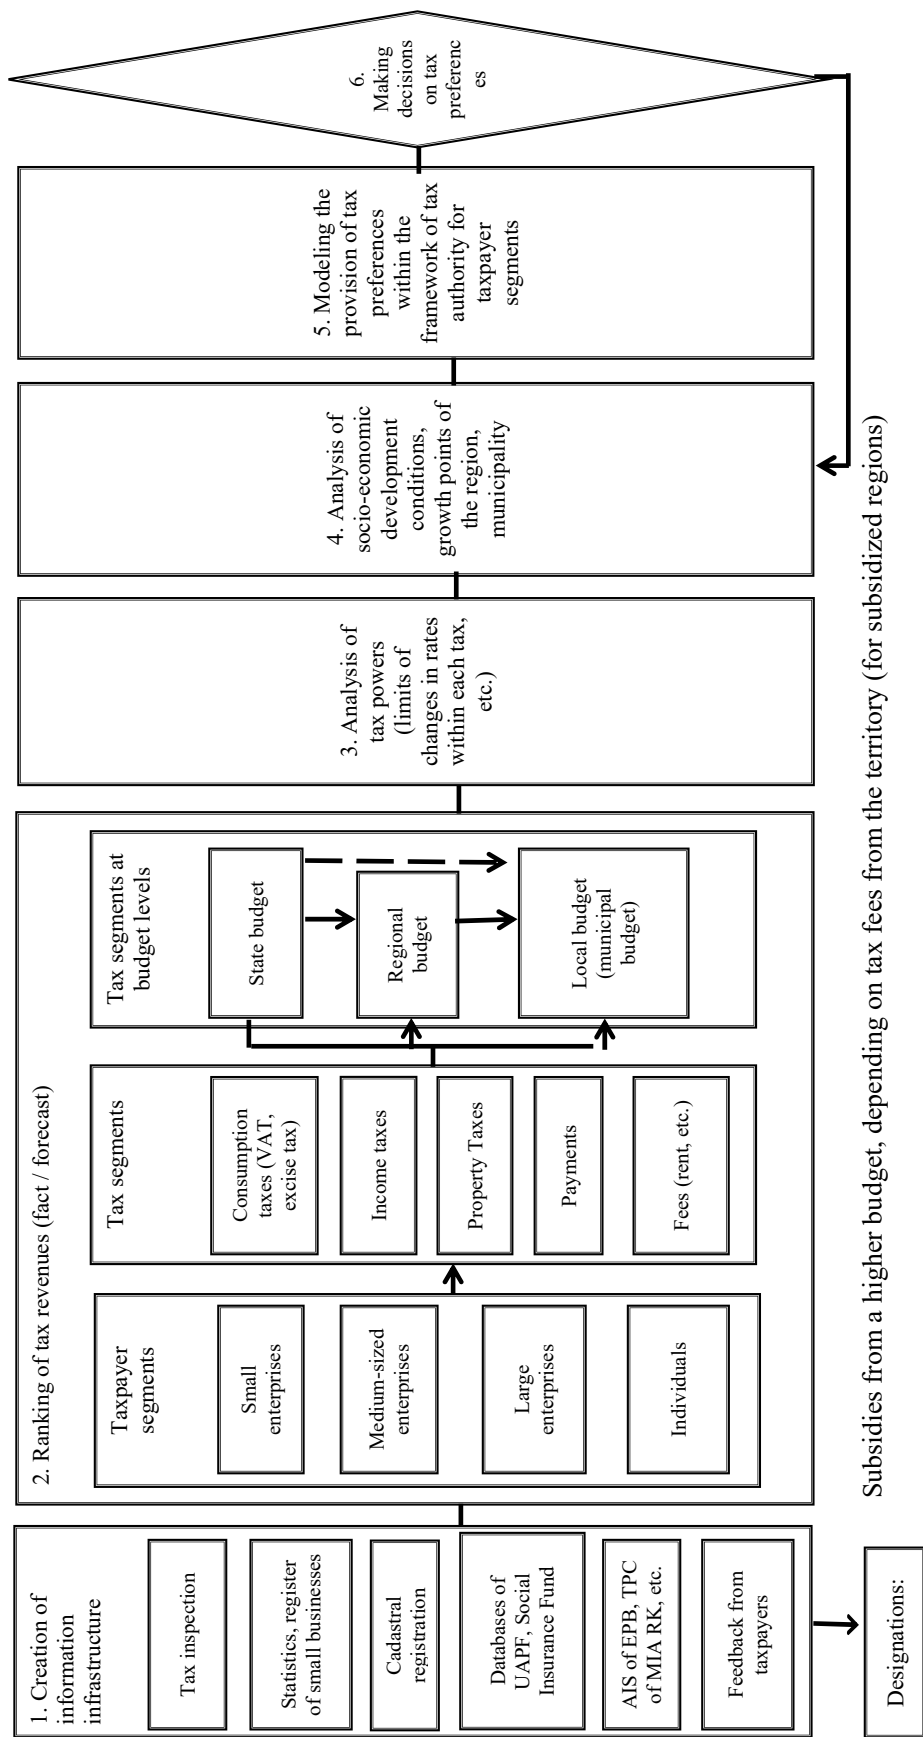 1. Creation of
information
infrastructure
Tax inspection
Statistics, register
of small businesses
Cadastral
registration
Databases of
UAPF, Social
Insurance Fund
AIS of EPB, TPC
of MIA RK, etc.
Feedback from
taxpayers
2. Ranking of tax revenues (fact / forecast)
Taxpayer
segments
Small
enterprises
Medium-sized
enterprises
Large
enterprises
Individuals
Tax segments
Consumption
taxes (VAT,
excise tax)
Income taxes
Property Taxes
Payments
Fees (rent, etc.)
Tax segments at
budget levels
State budget
Regional
budget
Local budget
(municipal
budget)
3. Analysis of
tax powers
(limits of
changes in rates
within each tax,
etc.)
4. Analysis of
socio-economic
development
conditions,
growth points of
the region,
municipality
5. Modeling the
provision of tax
preferences
within the
framework of tax
authority for
taxpayer
segments
6.
Making
decisions
on tax
preferenc
es
Designations:
Subsidies from a higher budget, depending on tax fees from the territory (for subsidized regions)